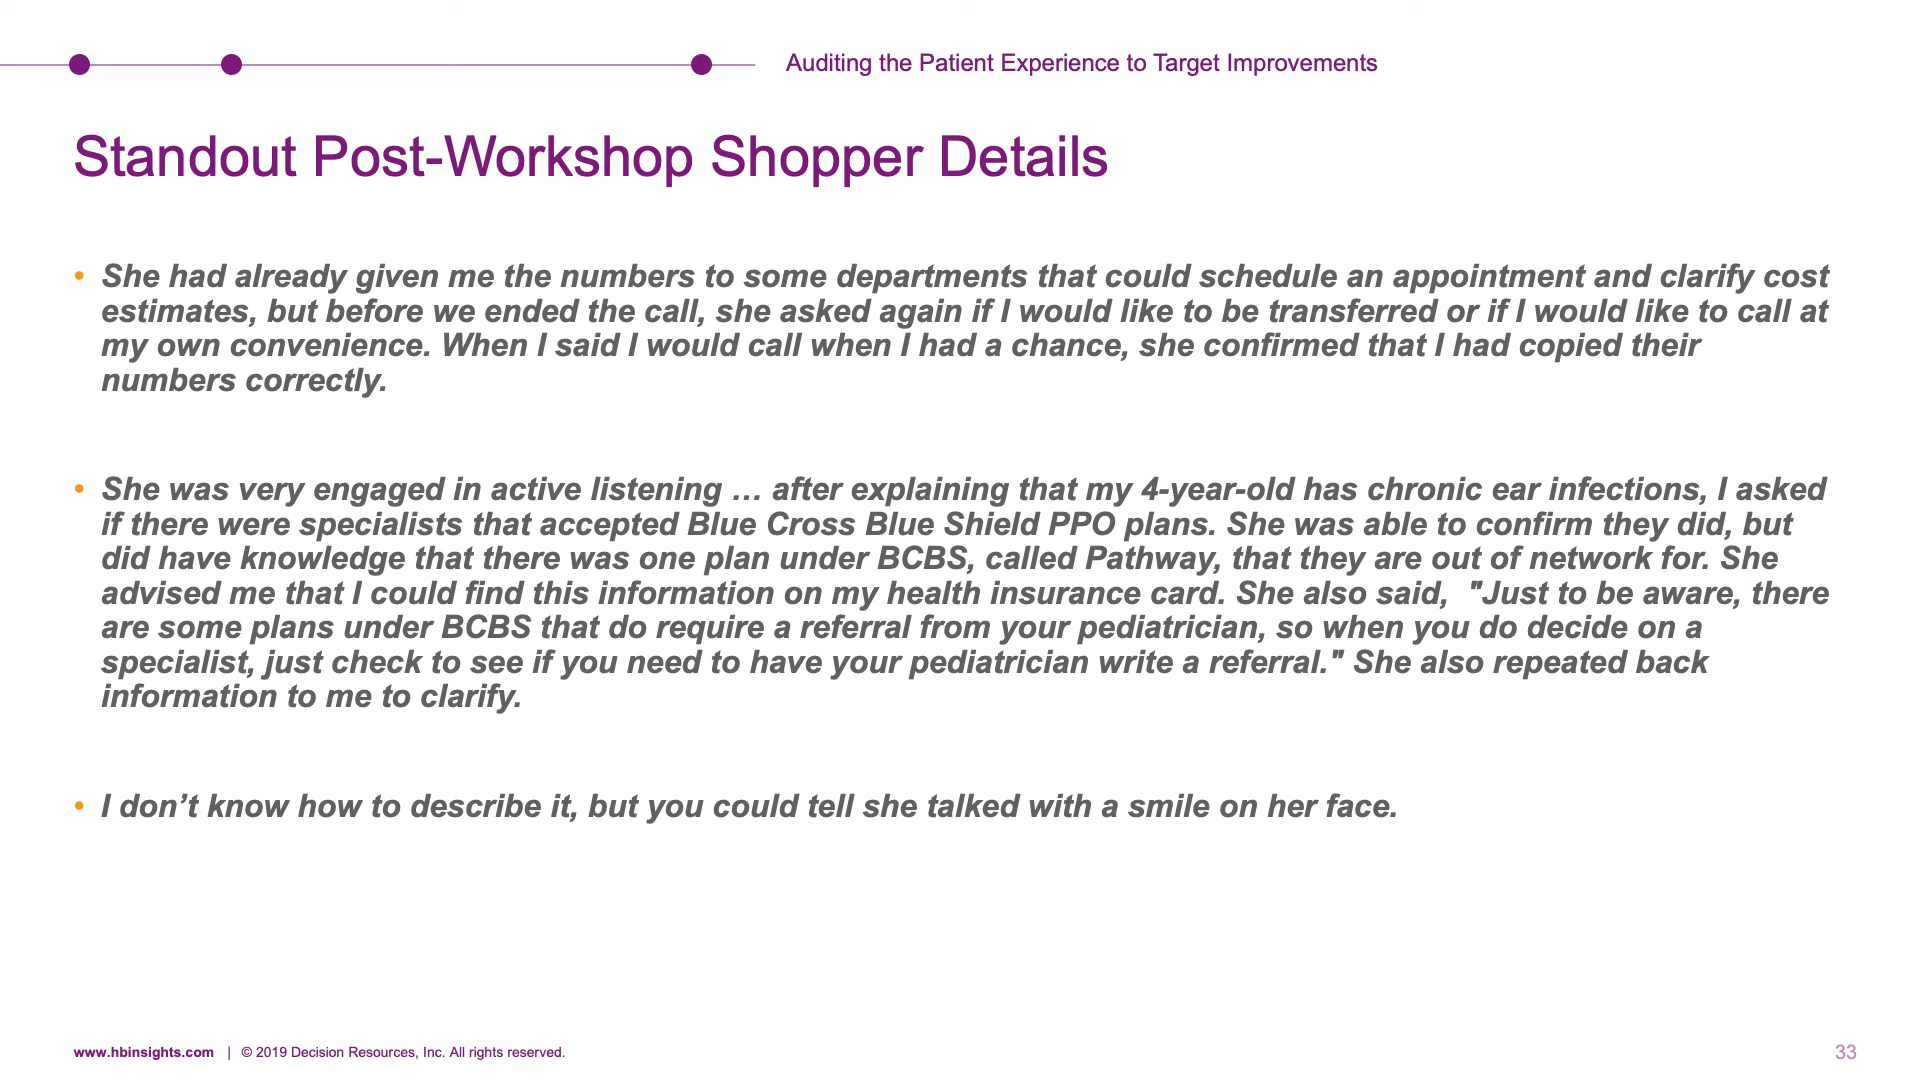 Auditing the Patient Experience to Target Improvements
Standout Post-Workshop Shopper Details
• She had already given me the numbers to some departments that could schedule an appointment and clarify cost
estimates, but before we ended the call, she asked again if I would like to be transferred or if I would like to call at
my own convenience. When I said I would call when I had a chance, she confirmed that I had copied their
numbers correctly.
• She was very engaged in active listening … after explaining that my 4-year-old has chronic ear infections, I asked
if there were specialists that accepted Blue Cross Blue Shield PPO plans. She was able to confirm they did, but
did have knowledge that there was one plan under BCBS, called Pathway, that they are out of network for. She
advised me that I could find this information on my health insurance card. She also said,  "Just to be aware, there
are some plans under BCBS that do require a referral from your pediatrician, so when you do decide on a
specialist, just check to see if you need to have your pediatrician write a referral." She also repeated back
information to me to clarify.
• I don’t know how to describe it, but you could tell she talked with a smile on her face.
www.hbinsights.com | © 2019 Decision Resources, Inc. All rights reserved.
33